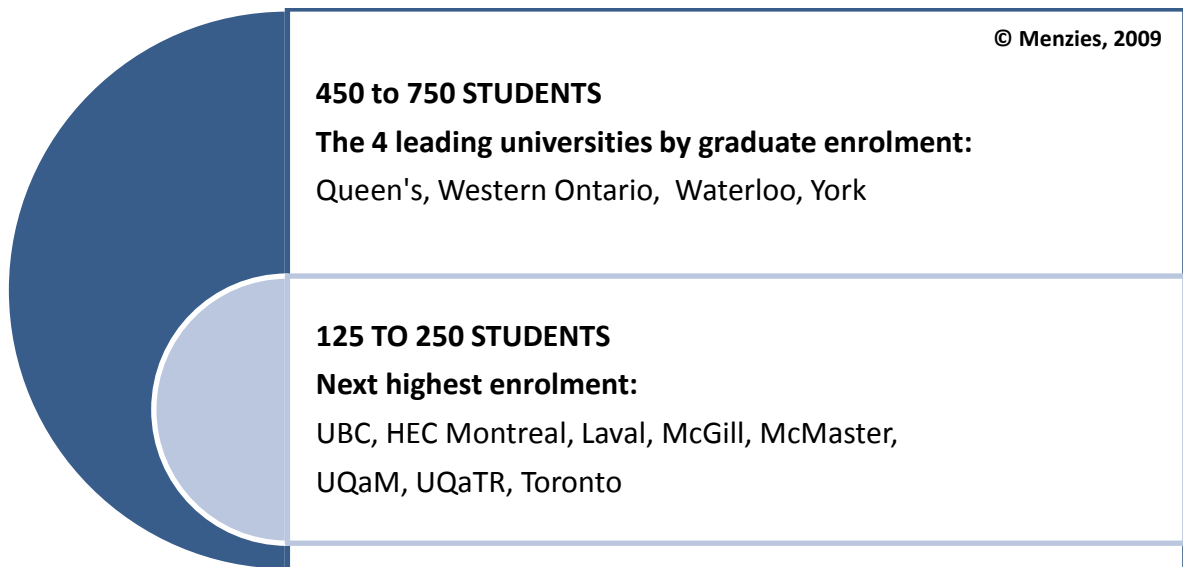 © Menzies, 2009
450 to 750 STUDENTS
The 4 leading universities by graduate enrolment:
Queen's, Western Ontario,  Waterloo, York
125 TO 250 STUDENTS
Next highest enrolment:
UBC, HEC Montreal, Laval, McGill, McMaster,
UQaM, UQaTR, Toronto